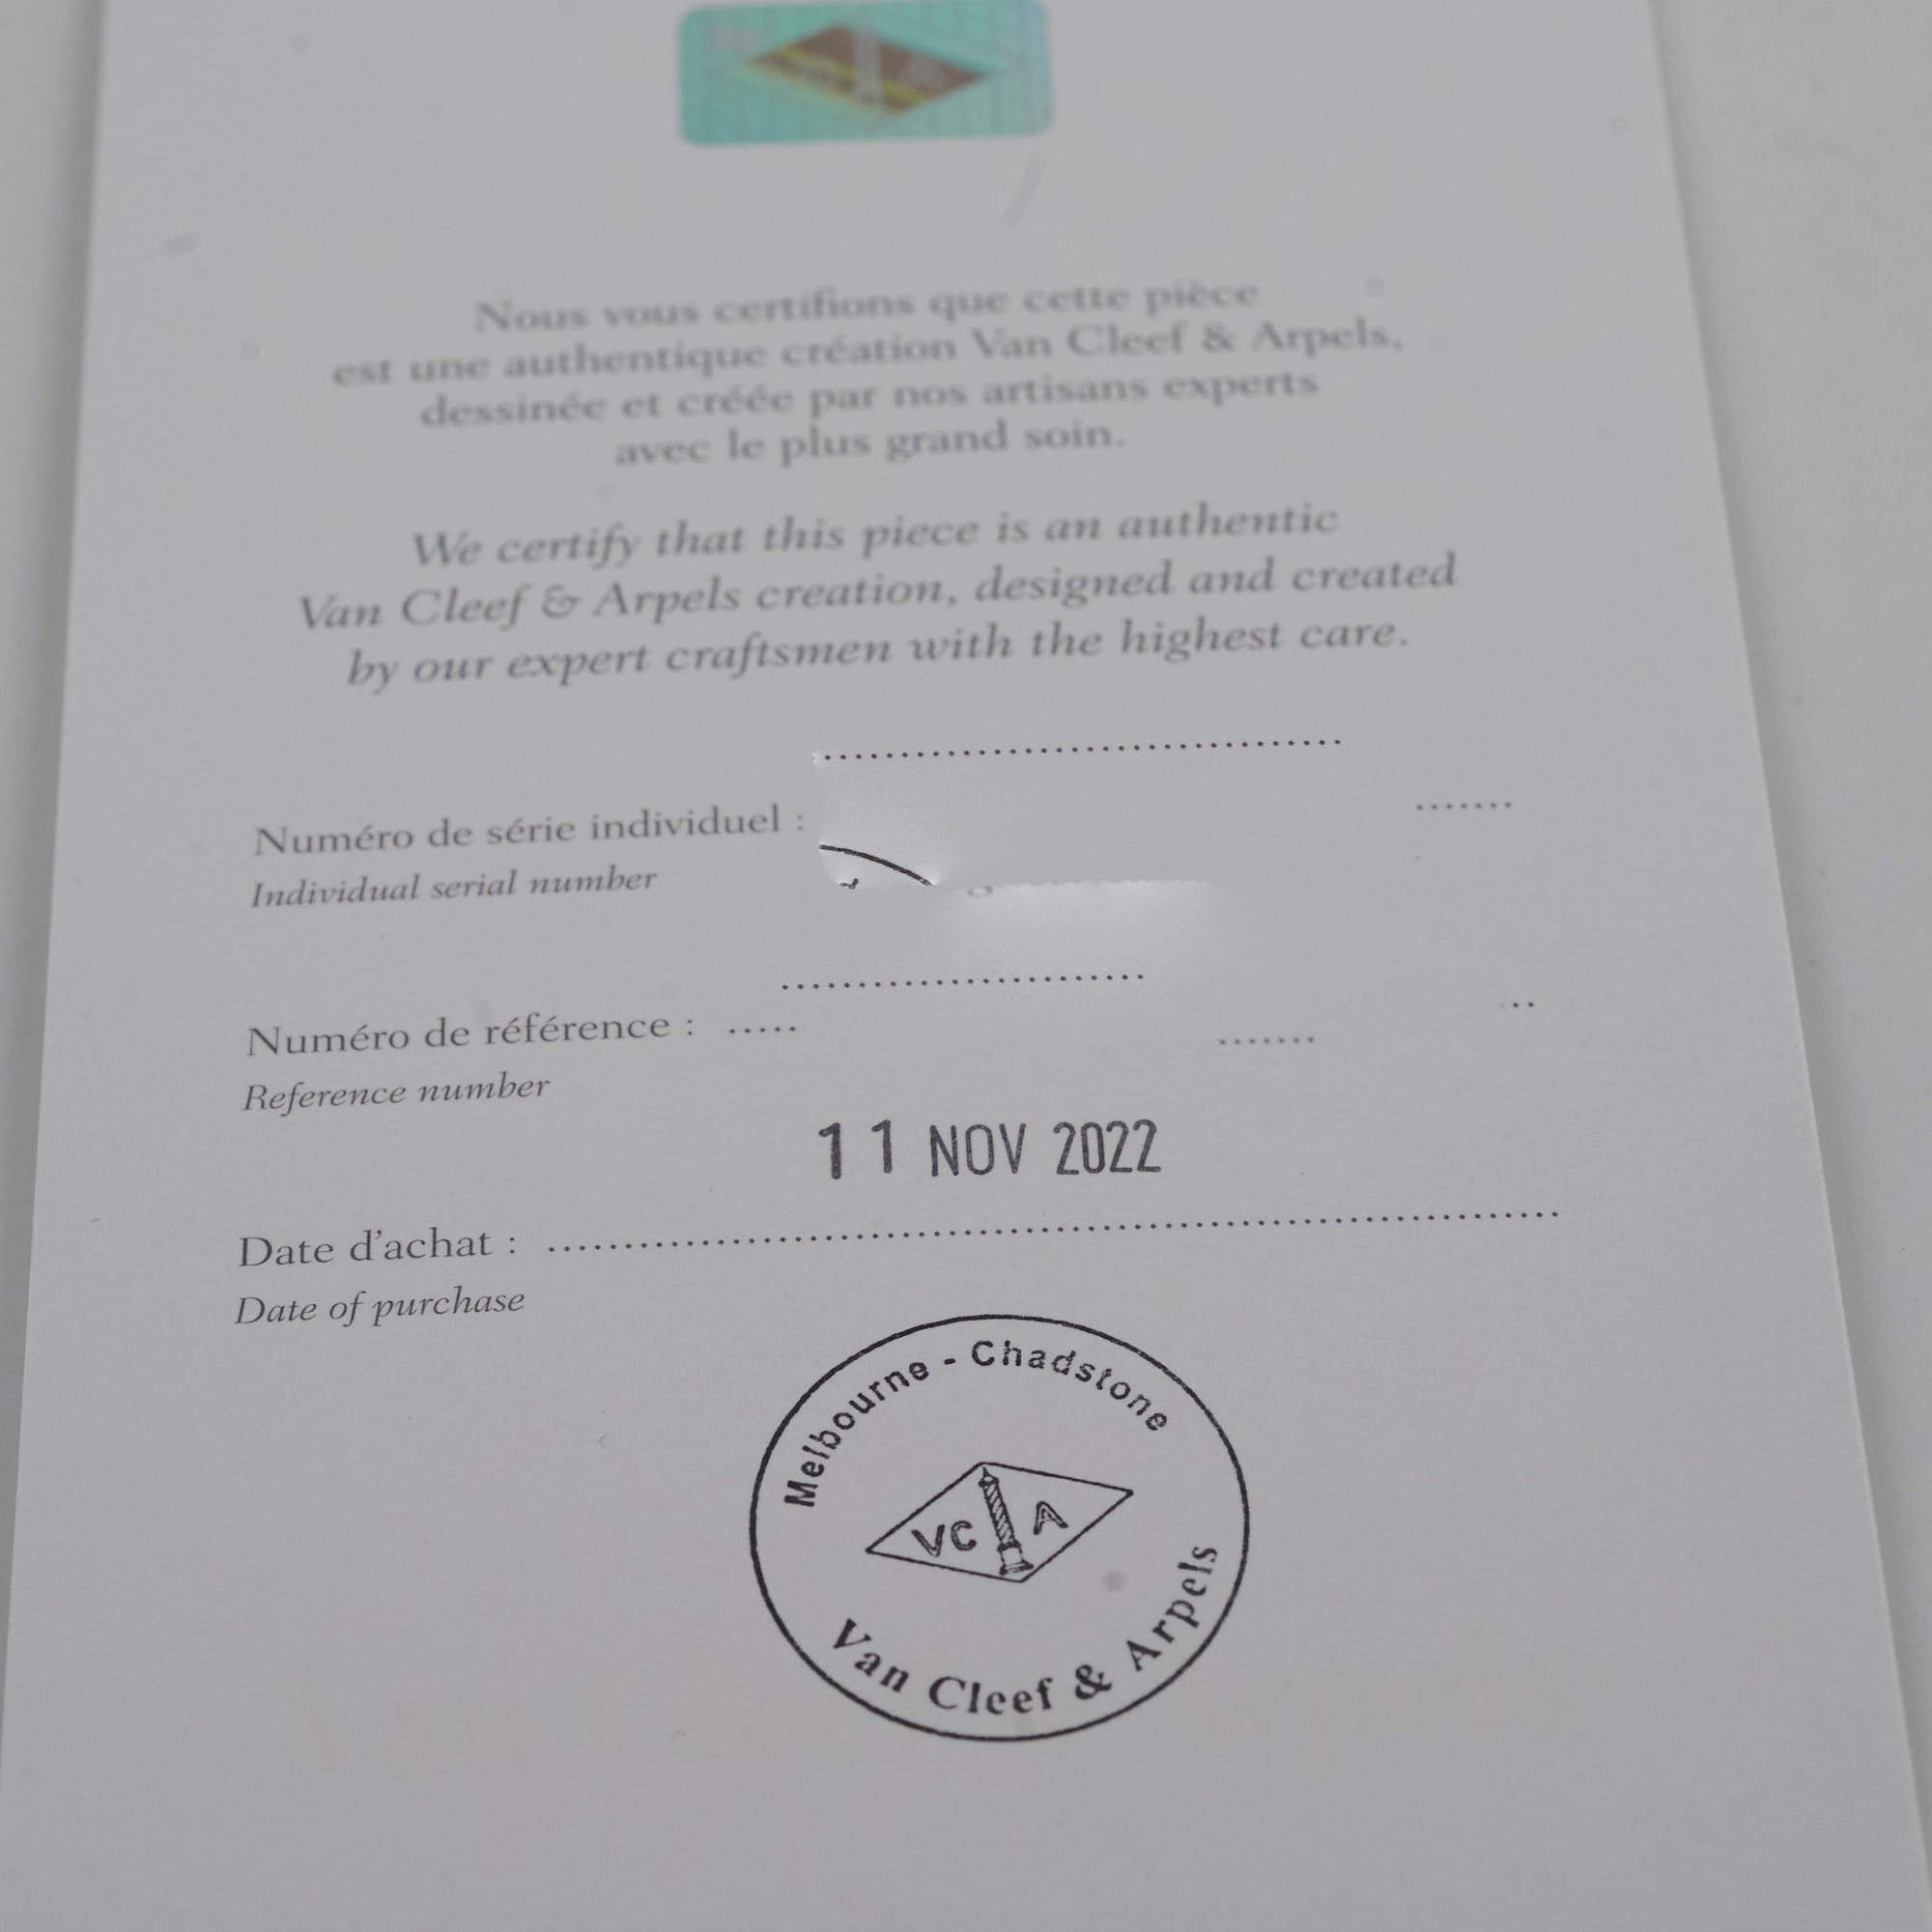 Nous vous certifions que cette pièce
est une authentique création Van Cleef & Arpels,
dessinée et créée par nos artisans experts
avec le plus grand soin.
We certify that this piece is an authentic
Van Cleef & Arpels creation, designed and created
by our expert craftsmen with the highest care.
Numéro de série individuel :
Individual serial number
Numéro de référence :
Reference number
11 NOV 2022
Date d'achat :
Date of purchase
Melbourne - Chadstone
VC A
Van Cleef & Arpels